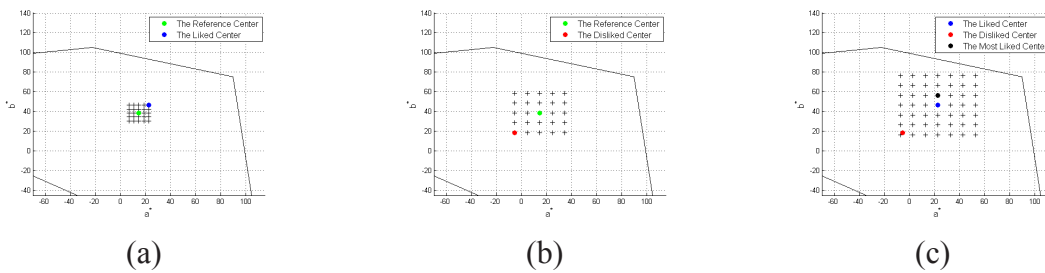 140
120
100
80
60
40
20
0
-20
-40
b*
-60 -40 -20 0 20 40 60 80 100
a*
The Reference Center
The Liked Center
(a)
140
120
100
80
60
40
20
0
-20
-40
b*
-60 -40 -20 0 20 40 60 80 100
a*
The Reference Center
The Disliked Center
(b)
140
120
100
80
60
40
20
0
-20
-40
b*
-60 -40 -20 0 20 40 60 80 100
a*
The Liked Center
The Disliked Center
The Most Liked Cente
(c)